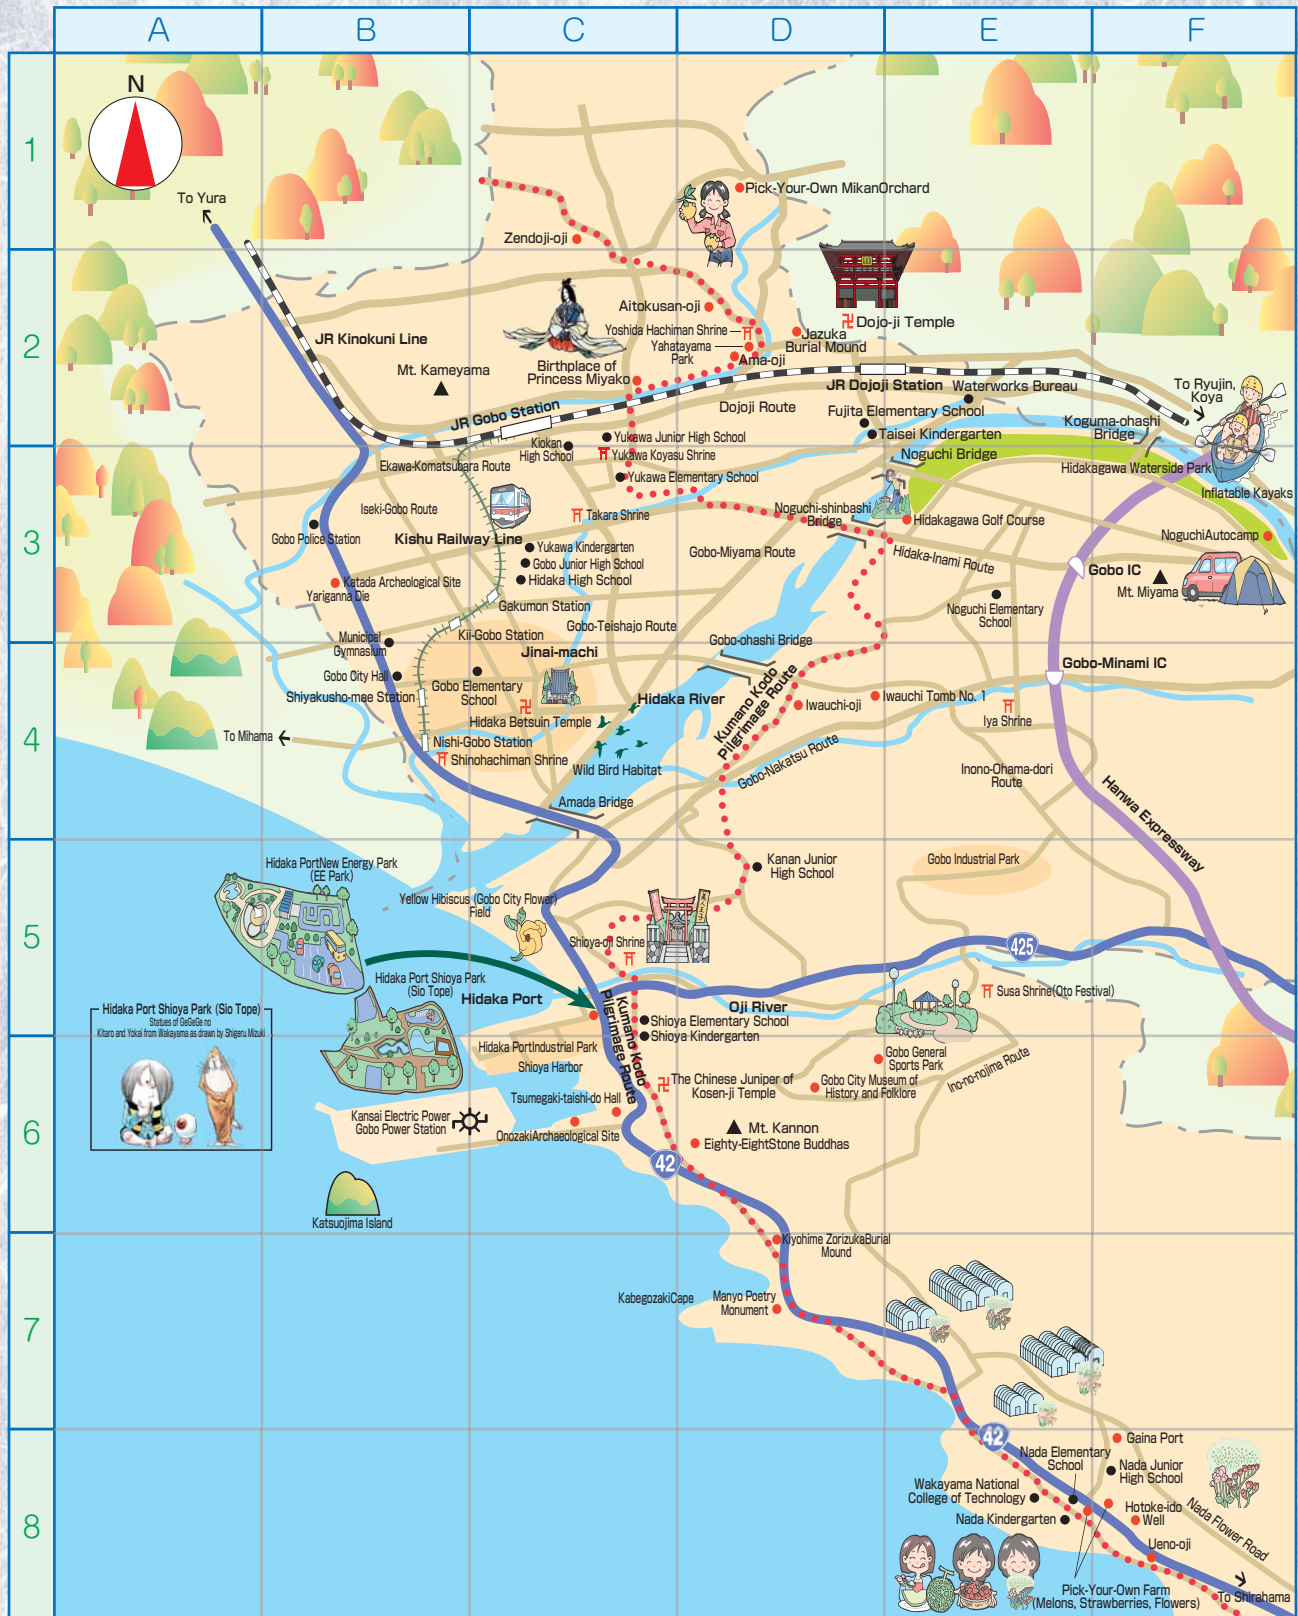 A
B
C
D
E
F
1
2
3
4
5
6
7
8
N
To Yura
Pick-Your-Own MikanOrchard
Zendoji-oji
Aitokusan-oji
Yoshida Hachiman Shrine
Yahatayama
Park
Ama-oji
Jazuka
Burial Mound
Dojo-ji Temple
JR Kinokuni Line
Mt. Kameyama
Birthplace of
Princess Miyako
JR Gobo Station
Dojoji Route
JR Dojoji Station
Waterworks Bureau
To Ryujin,
Koya
Fujita Elementary School
Taisei Kindergarten
Koguma-ohashi
Bridge
Noguchi Bridge
Hidakagawa Waterside Park
Inflatable Kayaks
Kiokan
High School
Yukawa Junior High School
Yukawa Koyasu Shrine
Yukawa Elementary School
Ekawa-Komatsubara Route
Iseki-Gobo Route
Gobo Police Station
Kishu Railway Line
Takara Shrine
Noguchi-shinbashi
Bridge
Hidakagawa Golf Course
NoguchiAutocamp
Yukawa Kindergarten
Gobo Junior High School
Hidaka High School
Gobo-Miyama Route
Hidaka-Inami Route
Gobo IC
Mt. Miyama
Katada Archeological Site
Yariganna Die
Gakumon Station
Noguchi Elementary
School
Gobo-Teishajo Route
Kii-Gobo Station
Municipal
Gymnasium
Jinai-machi
Gobo-ohashi Bridge
Gobo-Minami IC
Gobo City Hall
Gobo Elementary
School
Shiyakusho-mae Station
Hidaka River
Kumano Kodo
Pilgrimage Route
Iwauchi Tomb No. 1
Iwauchi-oji
Iya Shrine
Hidaka Betsuin Temple
To Mihama
Nishi-Gobo Station
Shinohachiman Shrine
Wild Bird Habitat
Gobo-Nakatsu Route
Inono-Ohama-dori
Route
Hanwa Expressway
Amada Bridge
Hidaka PortNew Energy Park
(EE Park)
Kanan Junior
High School
Gobo Industrial Park
Yellow Hibiscus (Gobo City Flower)
Field
Shioya-oji Shrine
425
Hidaka Port Shioya Park
(Sio Tope)
Hidaka Port
Oji River
Susa Shrine(Oto Festival)
Hidaka Port Shioya Park (Sio Tope)
Statues of GeGeGe no
Kitaro and Yokai from Wakayama as drawn by Shigeru Mizuki
Kumano Kodo
Pilgrimage Route
Shioya Elementary School
Shioya Kindergarten
Hidaka PortIndustrial Park
Shioya Harbor
Gobo General
Sports Park
Ino-no-nojima Route
The Chinese Juniper of
Kosen-ji Temple
Gobo City Museum of
History and Folklore
Tsumegaki-taishi-do Hall
Kansai Electric Power
Gobo Power Station
OnozakiArchaeological Site
Mt. Kannon
Eighty-EightStone Buddhas
42
Katsuojima Island
Kiyohime ZorizukaBurial
Mound
KabegozakiCape
Manyo Poetry
Monument
42
Gaina Port
Nada Elementary
School
Nada Junior
High School
Wakayama National
College of Technology
Nada Kindergarten
Hotoke-ido
Well
Nada Flower Road
Ueno-oji
Pick-Your-Own Farm
(Melons, Strawberries, Flowers)
To Shirahama